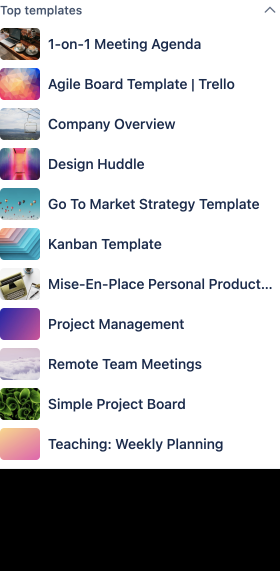 Top templates
1-on-1 Meeting Agenda
Agile Board Template | Trello
Company Overview
Design Huddle
Go To Market Strategy Template
Kanban Template
Mise-En-Place Personal Product...
Project Management
Remote Team Meetings
Simple Project Board
Teaching: Weekly Planning